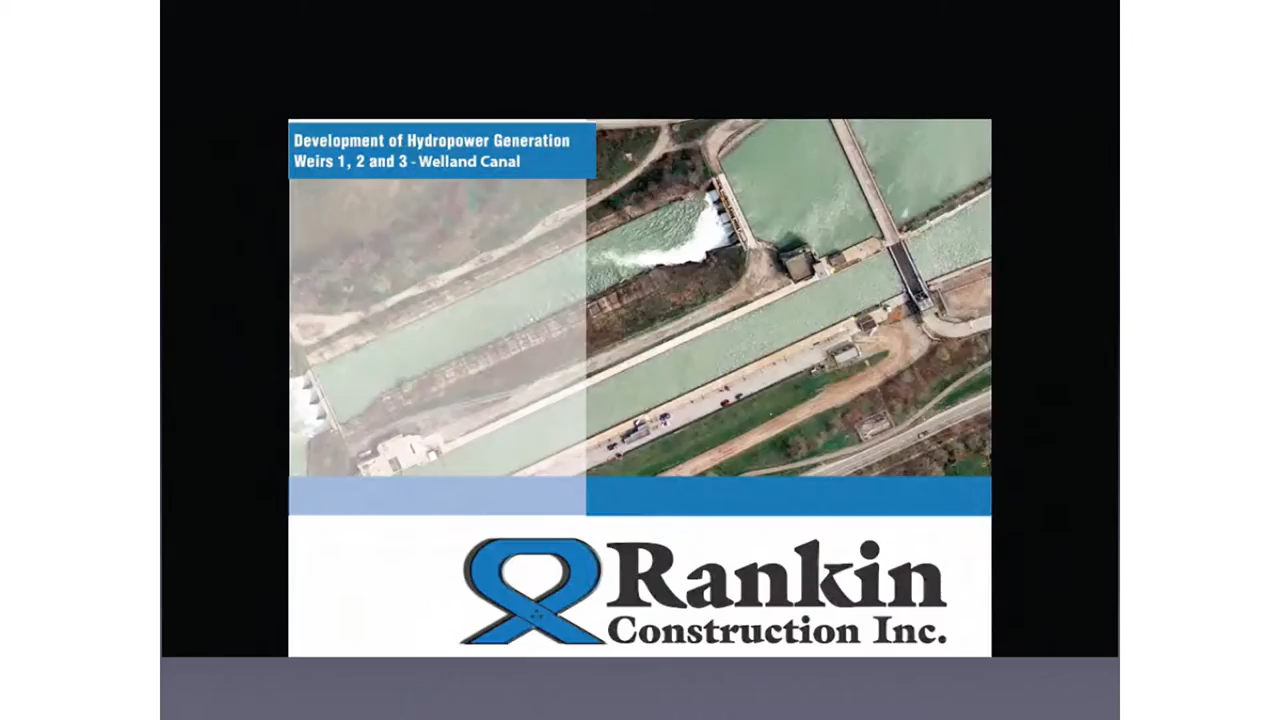 Development of Hydropower Generation
Weirs 1, 2 and 3 - Welland Canal
Rankin
Construction Inc.